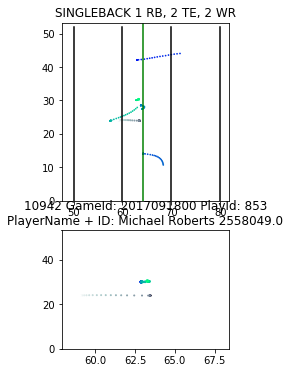 SINGLEBACK 1 RB, 2 TE, 2 WR
50
40
30
20
10
0
50 60 70 80
10942 GameId: 2017091800 PlayId: 853
PlayerName + ID: Michael Roberts 2558049.0
40
20
0
60.0 62.5 65.0 67.5